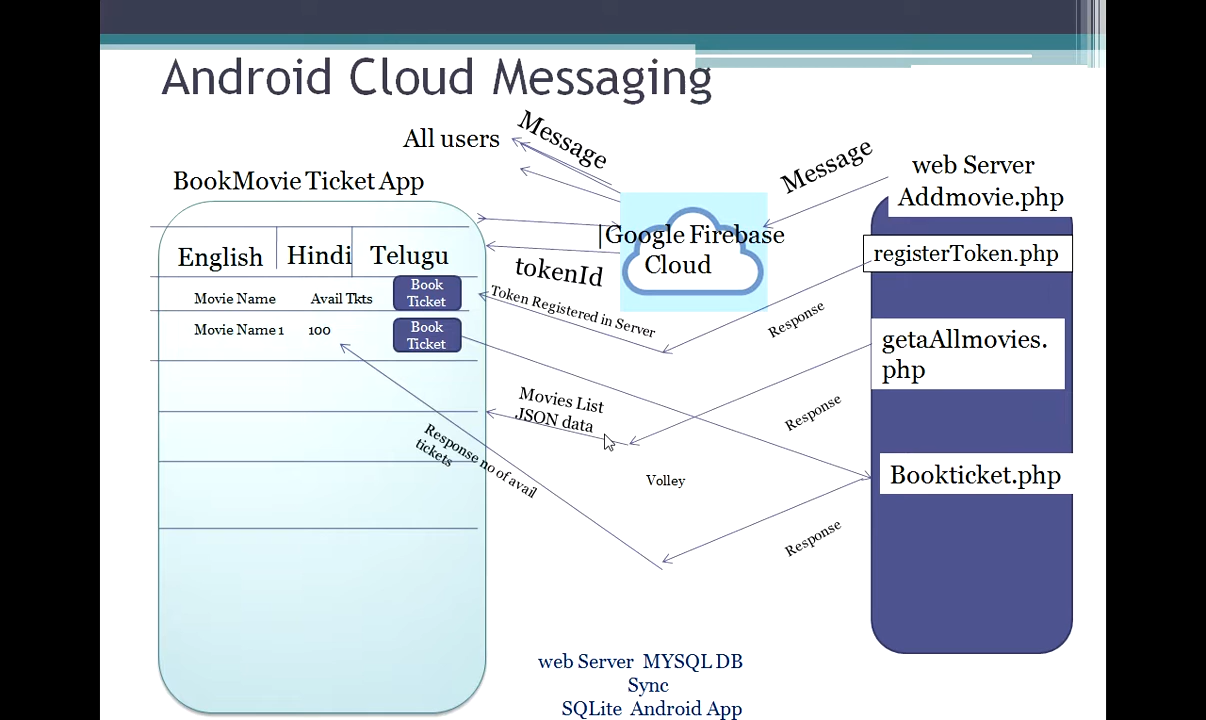 Android Cloud Messaging
All users
Message
Message
web Server
Addmovie.php
BookMovie Ticket App
|Google Firebase
Cloud
registerToken.php
English
Hindi
Telugu
tokenId
Movie Name
Avail Tkts
Book
Ticket
Token Registered in Server
Response
Movie Name 1
100
Book
Ticket
getaAllmovies.
php
Movies List
JSON data
Response
Response no of avail
tickets
Volley
Bookticket.php
Response
web Server MYSQL DB
Sync
SQLite Android App